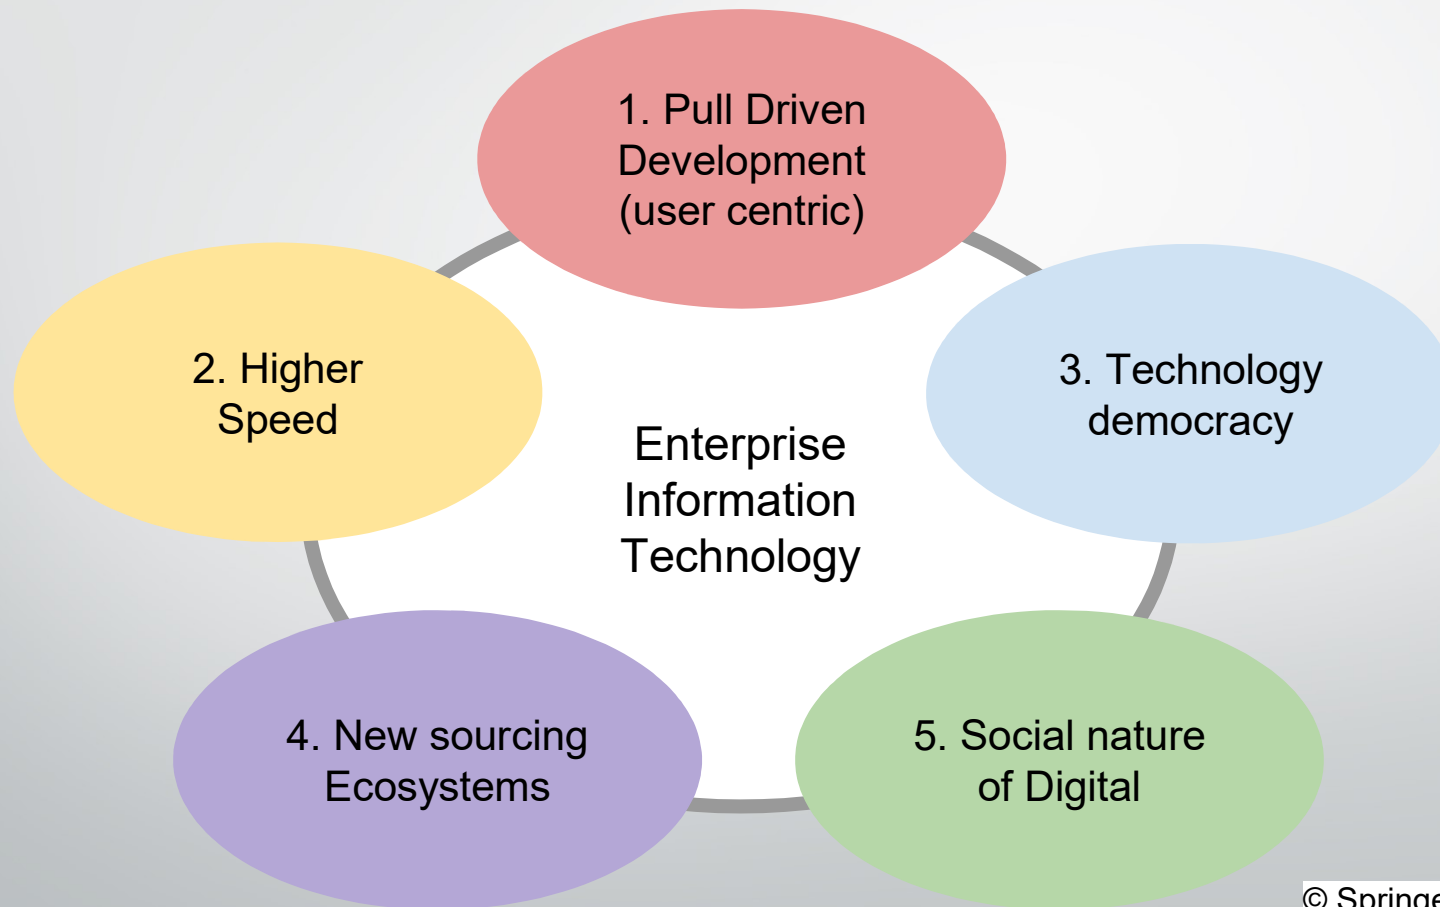 1. Pull Driven
Development
(user centric)
2. Higher
Speed
3. Technology
democracy
Enterprise
Information
Technology
4. New sourcing
Ecosystems
5. Social nature
of Digital
© Springe